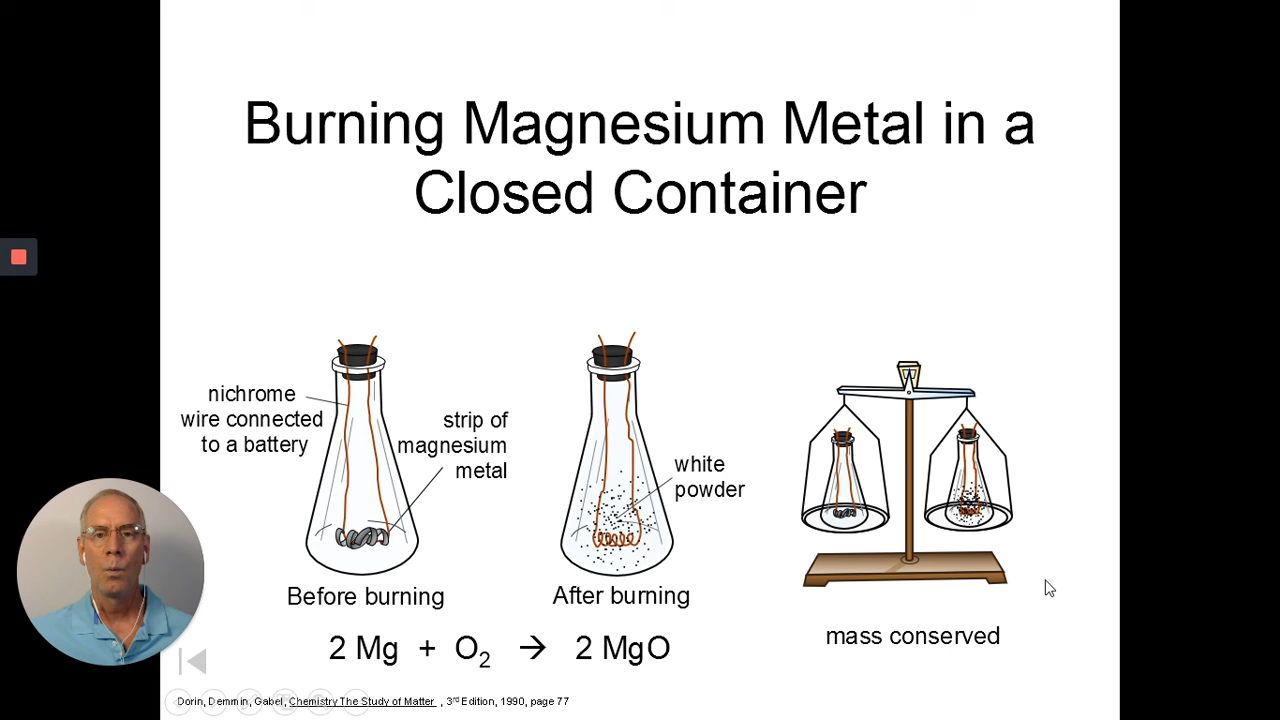 Burning Magnesium Metal in a
Closed Container
nichrome
wire connected
to a battery
strip of
magnesium
metal
white
powder
Before burning
After burning
mass conserved
2 Mg + O₂ → 2 MgO
Dorin, Demmin, Gabel, Chemistry The Study of Matter , 3rd Edition, 1990, page 77